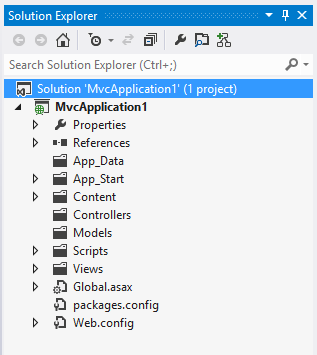 Solution Explorer
Search Solution Explorer (Ctrl+;)
Solution 'MvcApplication1' (1 project)
MvcApplication1
Properties
References
App_Data
App_Start
Content
Controllers
Models
Scripts
Views
Global.asax
packages.config
Web.config